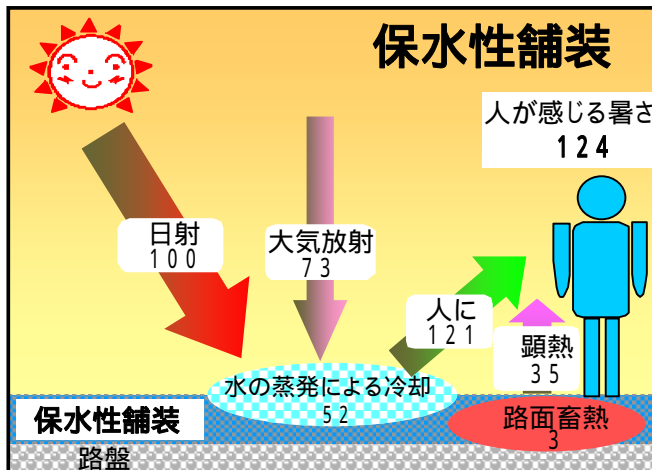 保水性舗装
人が感じる暑さ
124
日射
100
大気放射
73
人に
121
顕熱
35
水の蒸発による冷却
52
保水性舗装
路面畜熱
3
路盤